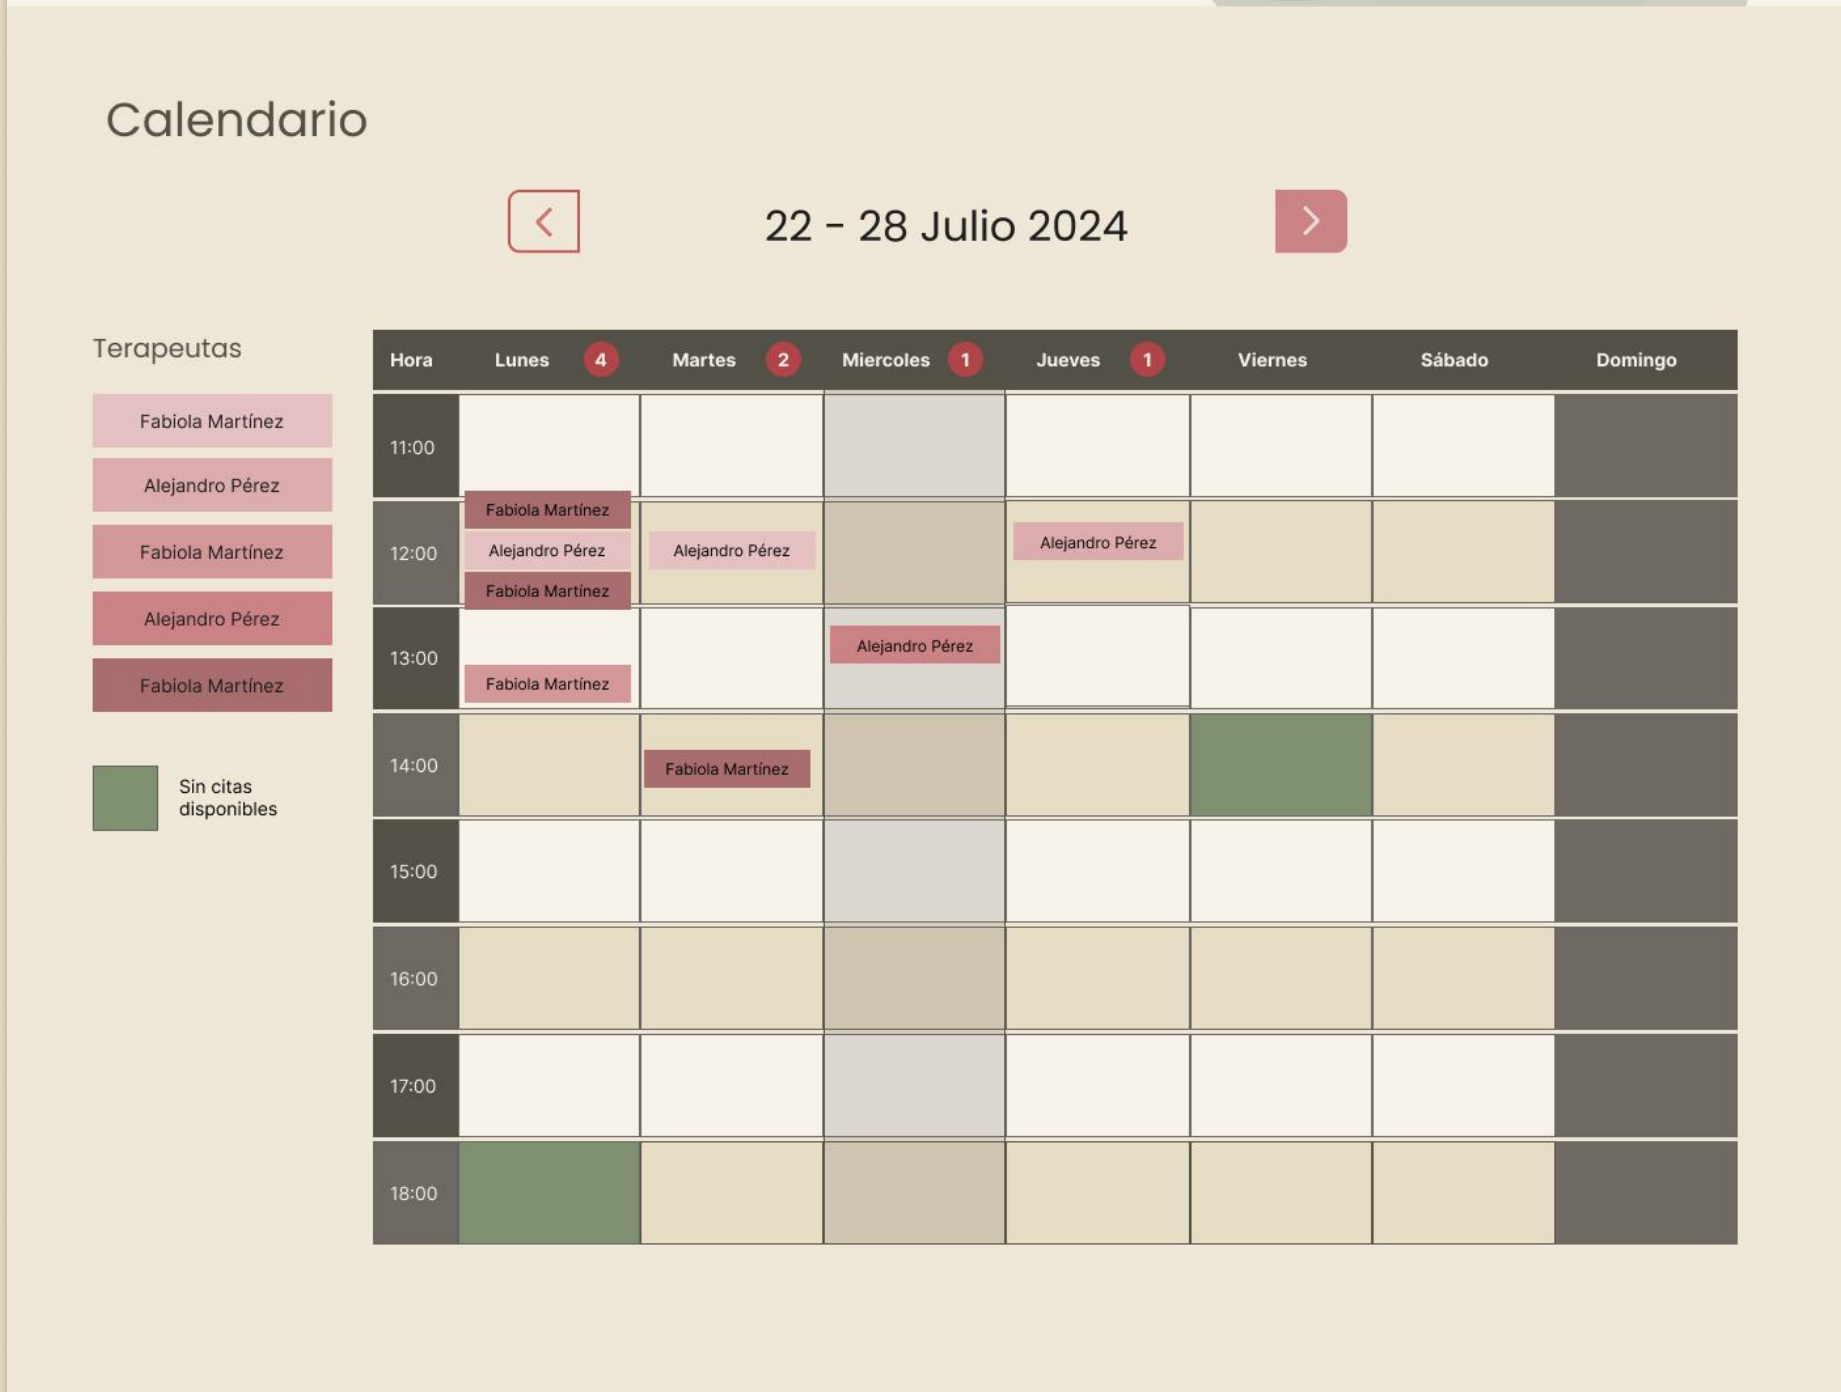 Calendario
22 - 28 Julio 2024
Terapeutas
Fabiola Martínez
Alejandro Pérez
Fabiola Martínez
Alejandro Pérez
Fabiola Martínez
Sin citas
disponibles
Hora Lunes 4 Martes 2 Miercoles 1 Jueves 1 Viernes Sábado Domingo
11:00
Fabiola Martínez
12:00 Alejandro Pérez Alejandro Pérez Alejandro Pérez
Fabiola Martínez
13:00 Alejandro Pérez
Fabiola Martínez
14:00 Fabiola Martínez
15:00
16:00
17:00
18:00